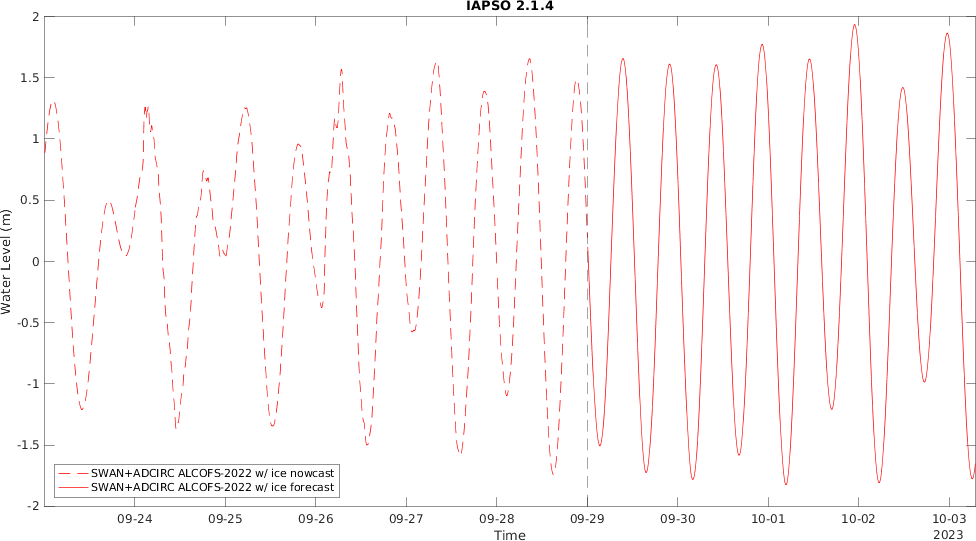 IAPSO 2.1.4
2
1.5
1
0.5
0
-0.5
-1
-1.5
-2
Water Level (m)
SWAN+ADCIRC ALCOFS-2022 w/ ice nowcast
SWAN+ADCIRC ALCOFS-2022 w/ ice forecast
09-24 09-25 09-26 09-27 09-28 09-29 09-30 10-01 10-02 10-03
Time 2023